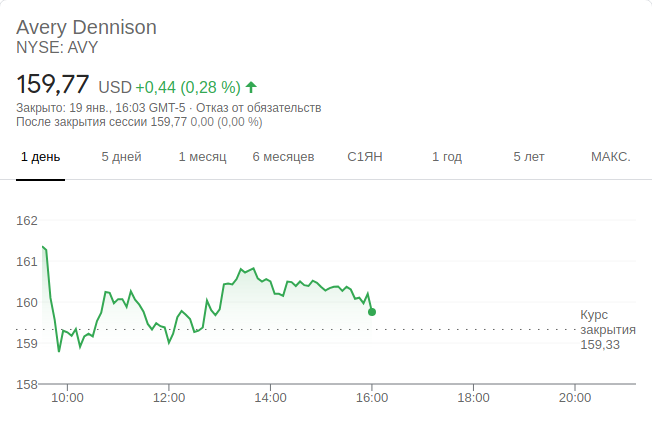 Avery Dennison
NYSE: AVY
159,77 USD +0,44 (0,28 %)
Закрыто: 19 янв., 16:03 GMT-5 · Отказ от обязательств
После закрытия сессии 159,77 0,00 (0,00 %)
1 день 5 дней 1 месяц 6 месяцев С1ЯН 1 год 5 лет МАКС.
162
161
160
159
158
Курс
закрытия
159,33
10:00 12:00 14:00 16:00 18:00 20:00